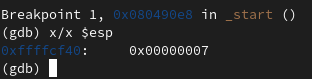 Breakpoint 1, 0x080490e8 in _start ()
(gdb) x/x $esp
0xffffcf40:     0x00000007
(gdb)